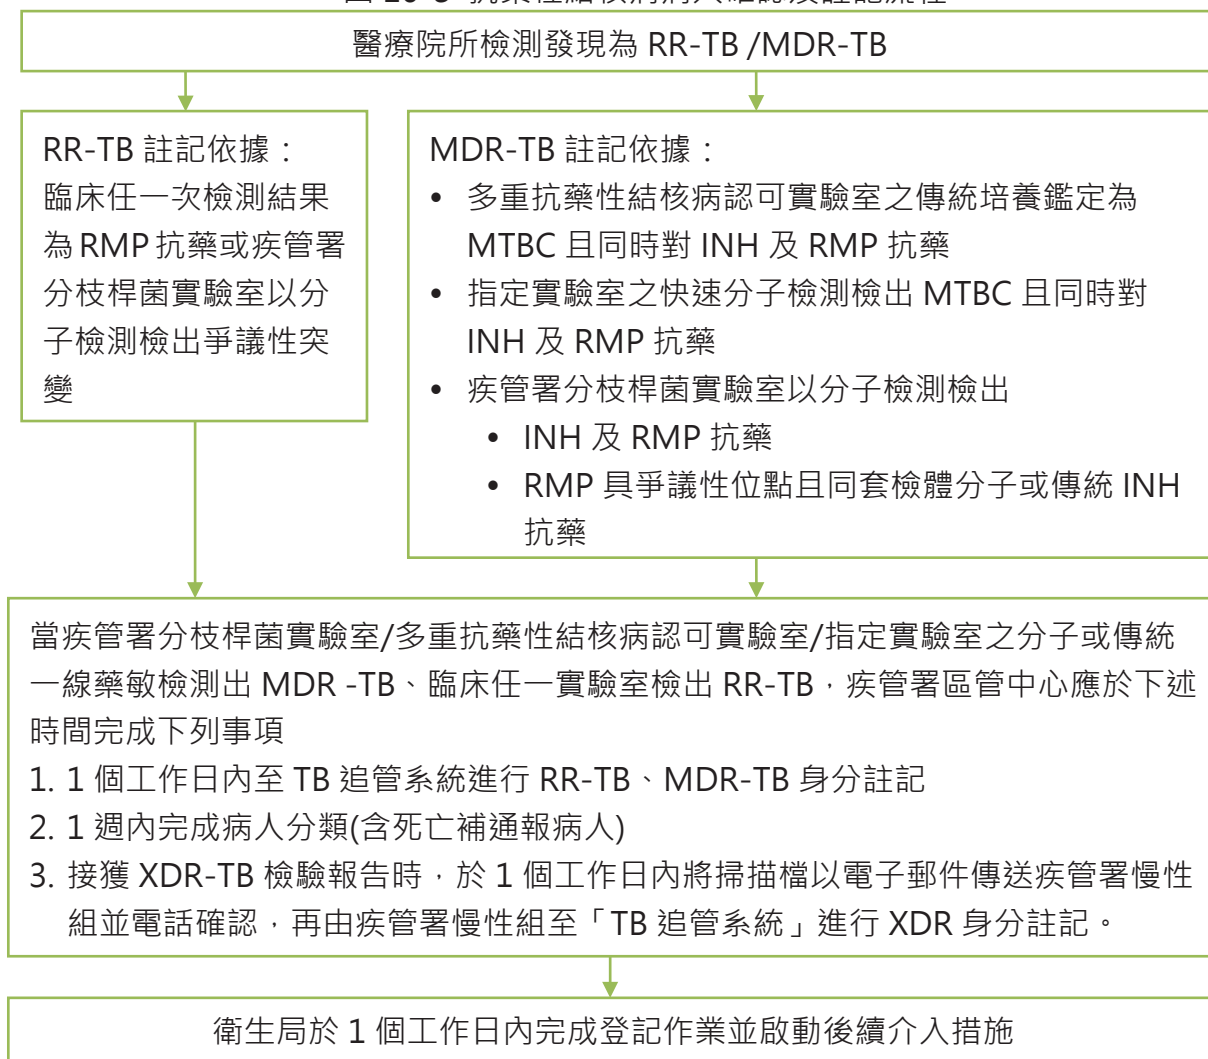 醫療院所檢測發現為 RR-TB /MDR-TB
RR-TB 註記依據：
臨床任一次檢測結果
為 RMP 抗藥或疾管署
分枝桿菌實驗室以分
子檢測檢出爭議性突
變
MDR-TB 註記依據：
• 多重抗藥性結核病認可實驗室之傳統培養鑑定為
MTBC 且同時對 INH 及 RMP 抗藥
• 指定實驗室之快速分子檢測檢出 MTBC 且同時對
INH 及 RMP 抗藥
• 疾管署分枝桿菌實驗室以分子檢測檢出
• INH 及 RMP 抗藥
• RMP 具爭議性位點且同套檢體分子或傳統 INH
抗藥
當疾管署分枝桿菌實驗室/多重抗藥性結核病認可實驗室/指定實驗室之分子或傳統
一線藥敏檢測出 MDR -TB、臨床任一實驗室檢出 RR-TB，疾管署區管中心應於下述
時間完成下列事項
1. 1 個工作日內至 TB 追管系統進行 RR-TB、MDR-TB 身分註記
2. 1 週內完成病人分類(含死亡補通報病人)
3. 接獲 XDR-TB 檢驗報告時，於 1 個工作日內將掃描檔以電子郵件傳送疾管署慢性
組並電話確認，再由疾管署慢性組至「TB 追管系統」進行 XDR 身分註記。
衛生局於 1 個工作日內完成登記作業並啟動後續介入措施